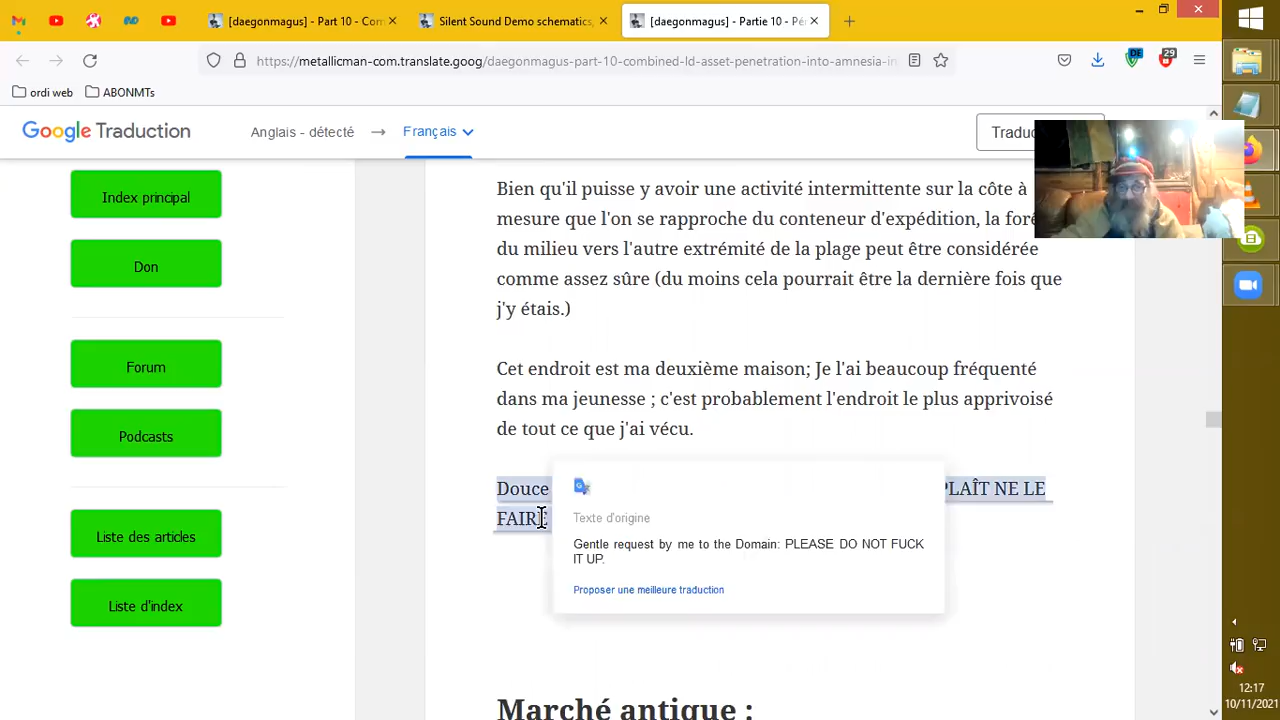 [daegonmagus] - Part 10 - Com
Silent Sound Demo schematics,
[daegonmagus] - Partie 10 - Pé
https://metallicman-com.translate.goog/daegonmagus-part-10-combined-ld-asset-penetration-into-amnesia-in
DE
29
ordi web
ABONMTs
Google Traduction
Anglais - détecté
Français
Traduc
Index principal
Don
Forum
Podcasts
Liste des articles
Liste d'index
Bien qu'il puisse y avoir une activité intermittente sur la côte à
mesure que l'on se rapproche du conteneur d'expédition, la forê
du milieu vers l'autre extrémité de la plage peut être considérée
comme assez sûre (du moins cela pourrait être la dernière fois que
j'y étais.)
Cet endroit est ma deuxième maison; Je l'ai beaucoup fréquenté
dans ma jeunesse ; c'est probablement l'endroit le plus apprivoisé
de tout ce que j'ai vécu.
Douce PLAÎT NE LE
FAIRE
Texte d'origine
Gentle request by me to the Domain: PLEASE DO NOT FUCK
IT UP.
Proposer une meilleure traduction
Marché antique :
12:17
10/11/2021